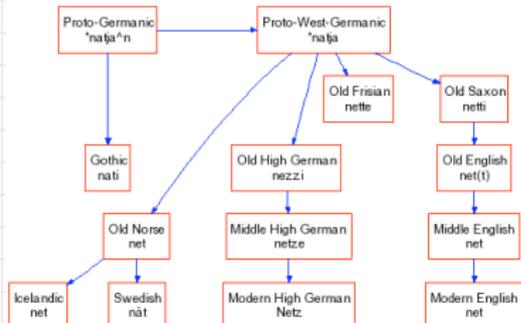 Proto-Germanic
*natja^n
Proto-West-Germanic
*natja
Old Frisian
nette
Old Saxon
netti
Gothic
nati
Old High German
nezzi
Old English
net(t)
Old Norse
net
Middle High German
netze
Middle English
net
Icelandic
net
Swedish
nät
Modern High German
Netz
Modern English
net